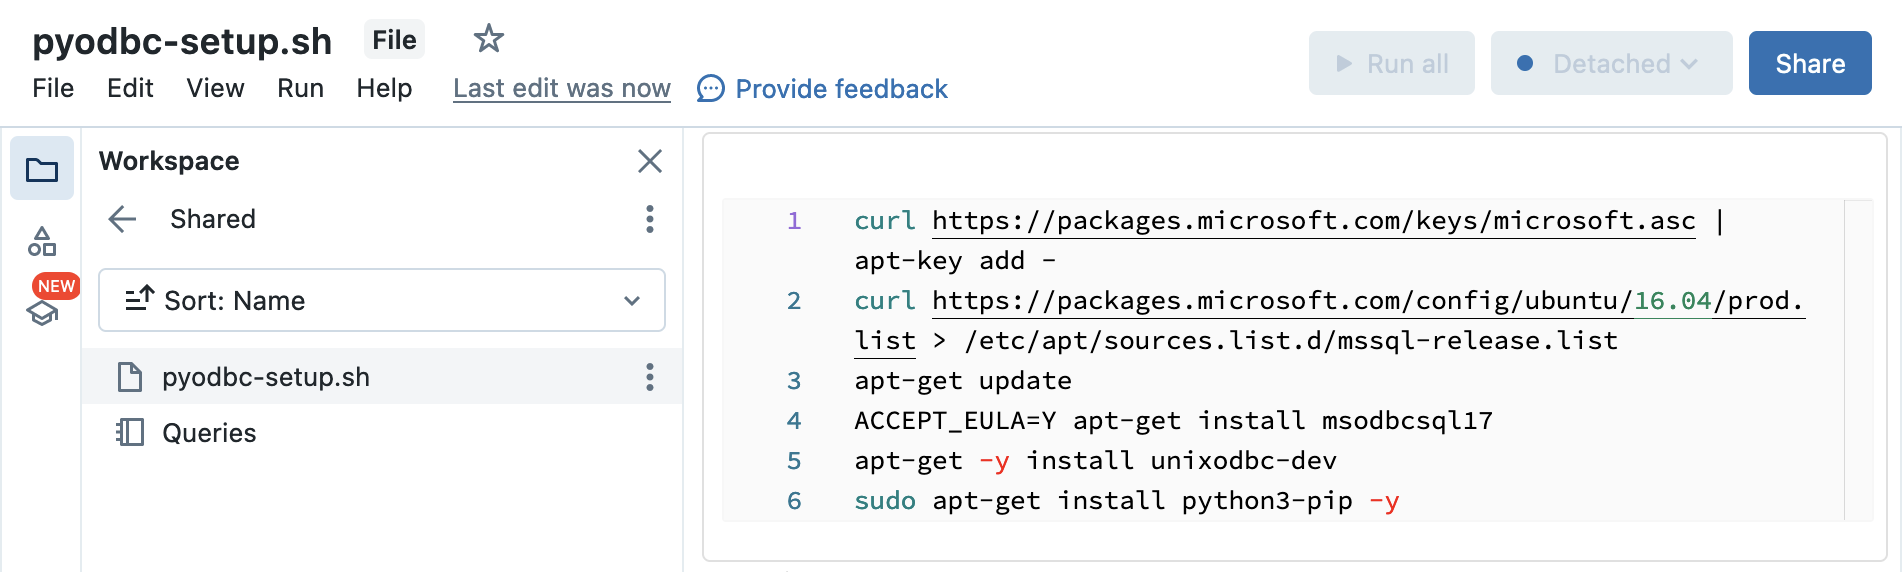 pyodbc-setup.sh File
File Edit View Run Help Last edit was now Provide feedback
Run all Detached Share
Workspace
Shared
NEW
Sort: Name
pyodbc-setup.sh
Queries
1 curl https://packages.microsoft.com/keys/microsoft.asc |
apt-key add -
2 curl https://packages.microsoft.com/config/ubuntu/16.04/prod.
list > /etc/apt/sources.list.d/mssql-release.list
3 apt-get update
4 ACCEPT_EULA=Y apt-get install msodbcsql17
5 apt-get -y install unixodbc-dev
6 sudo apt-get install python3-pip -y